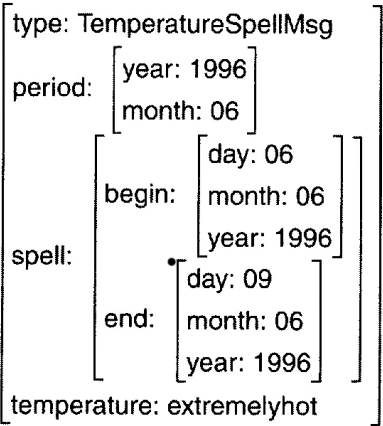 type: TemperatureSpellMsg
period:
year: 1996
month: 06
spell:
begin:
day: 06
month: 06
year: 1996
end:
day: 09
month: 06
year: 1996
temperature: extremelyhot